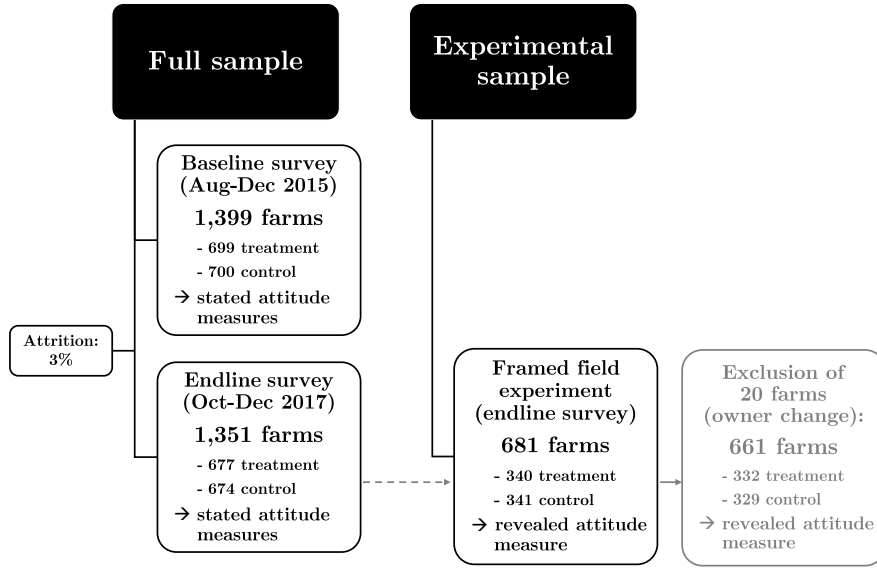 Full sample
Experimental
sample
Baseline survey
(Aug-Dec 2015)
1,399 farms
- 699 treatment
- 700 control
→ stated attitude
measures
Attrition:
3%
Endline survey
(Oct-Dec 2017)
1,351 farms
- 677 treatment
- 674 control
→ stated attitude
measures
Framed field
experiment
(endline survey)
681 farms
- 340 treatment
- 341 control
→ revealed attitude
measure
Exclusion of
20 farms
(owner change):
661 farms
- 332 treatment
- 329 control
→ revealed attitude
measure